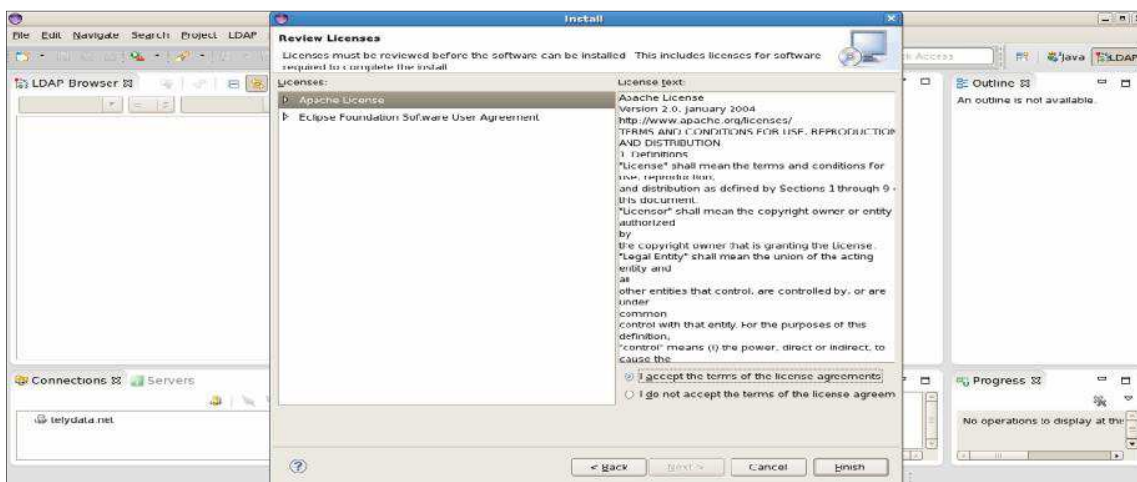 Install
File Edit Navigate Search Project LDAP
Access
Java
LDAP
LDAP Browser
Outline
An outline is not available.
Review Licenses
Licenses must be reviewed before the software can be installed. This includes licenses for software
required to complete the install.
Licenses:
Apache License
Eclipse Foundation Software User Agreement
License text:
Apache License
Version 2.0, January 2004
http://www.apache.org/licenses/
TERMS AND CONDITIONS FOR USE, REPRODUCTION
AND DISTRIBUTION
1. Definitions.
"License" shall mean the terms and conditions for
use, reproduction,
and distribution as defined by Sections 1 through 9
this document.
"Licensor" shall mean the copyright owner or entity
authorized
by
the copyright owner that is granting the License.
"Legal Entity" shall mean the union of the acting
entity and
all
other entities that control, are controlled by, or are
under
common
control with that entity. For the purposes of this
definition,
"control" means (i) the power, direct or indirect, to
cause the
I accept the terms of the license agreements
I do not accept the terms of the license agreem
Connections
Servers
telydata.net
Progress
No operations to display at the
< Back
Next >
Cancel
Finish